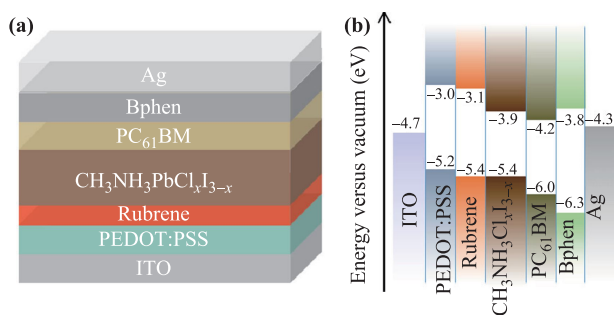 (a)
Ag
Bphen
PC₆₁BM
CH₃NH₃PbClₓI₃₋ₓ
Rubrene
PEDOT:PSS
ITO
(b)
Energy versus vacuum (eV)
−4.7
−3.0
−5.2
−3.1
−5.4
−3.9
−5.4
−4.2
−6.0
−3.8
−6.3
−4.3
ITO
PEDOT:PSS
Rubrene
CH₃NH₃ClₓI₃₋ₓ
PC₆₁BM
Bphen
Ag